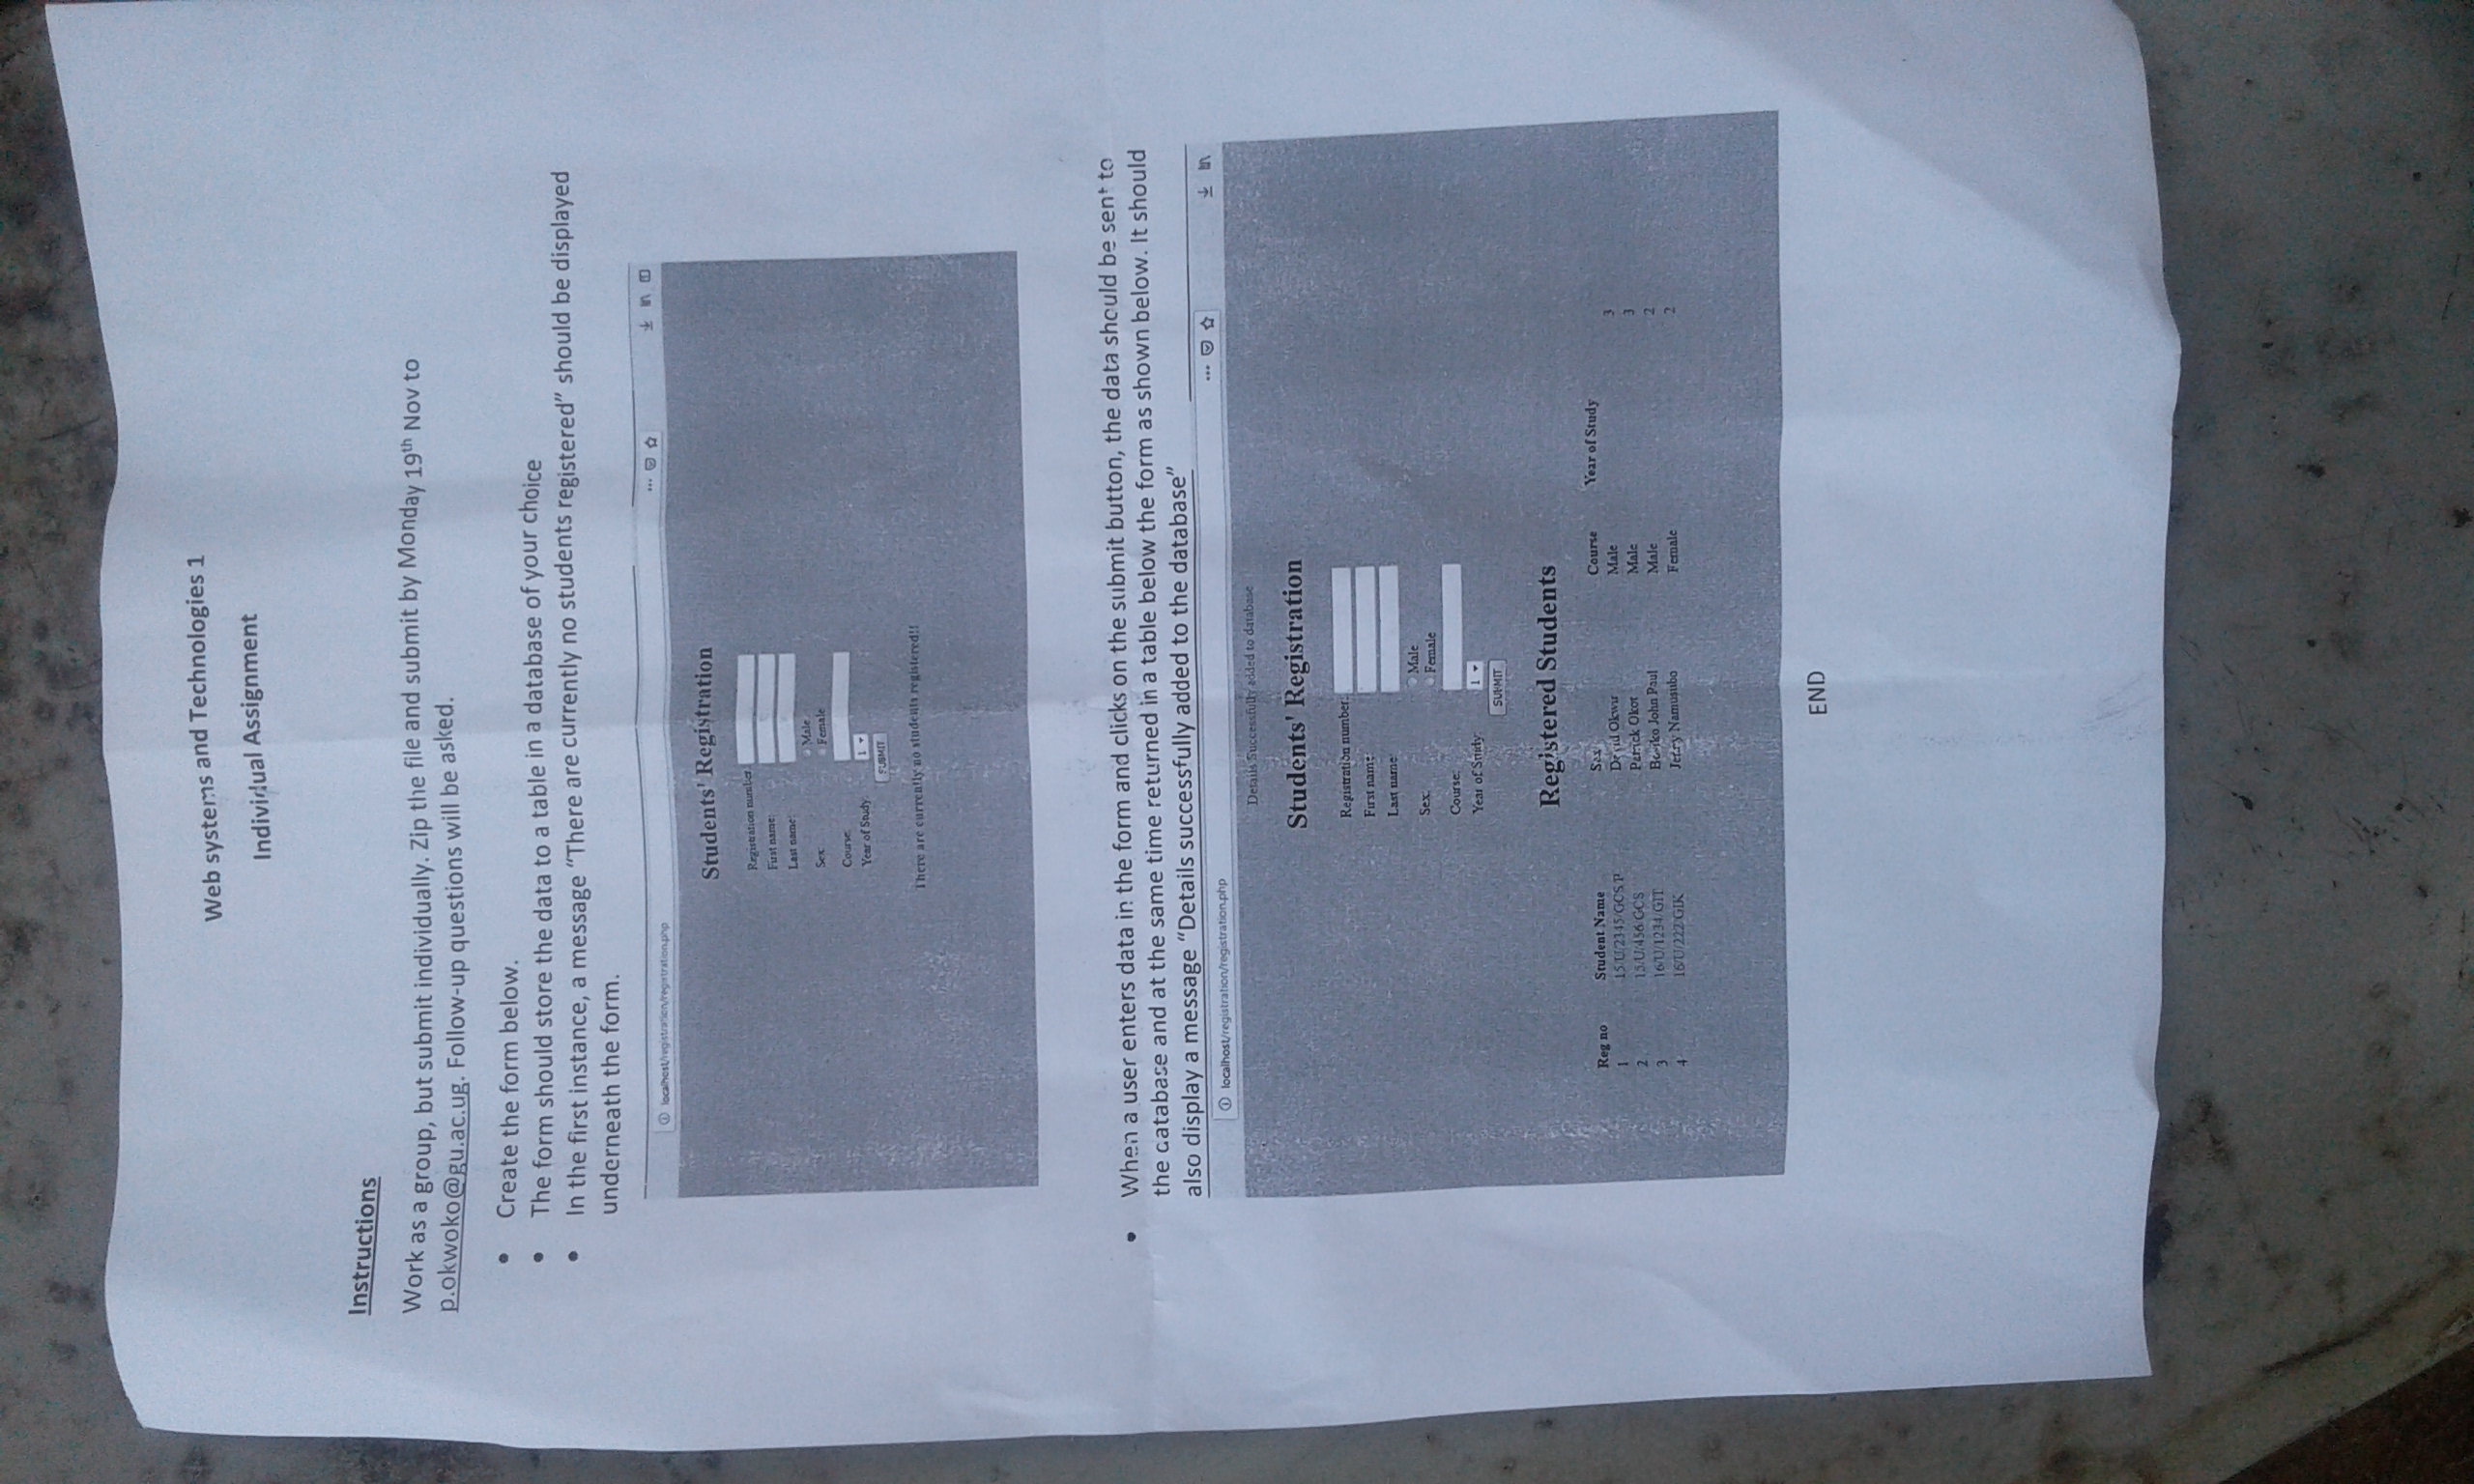 Web systems and Technologies 1
Individual Assignment
Instructions
Work as a group, but submit individually. Zip the file and submit by Monday 19th Nov to
p.okwoko@gu.ac.ug. Follow-up questions will be asked.
• Create the form below.
• The form should store the data to a table in a database of your choice
• In the first instance, a message “There are currently no students registered” should be displayed
underneath the form.
localhost/registration/registration.php
Students' Registration
Registration number:
First name:
Last name:
Male
Sex:
Female
Course:
Year of Study: 1
SUBMIT
There are currently no students registered!!
• When a user enters data in the form and clicks on the submit button, the data should be sent to
the database and at the same time returned in a table below the form as shown below. It should
also display a message “Details successfully added to the database”
localhost/registration/registration.php
Details Successfully added to database
Students' Registration
Registration number:
First name:
Last name:
Male
Sex:
Female
Course:
Year of Study: 1
SUBMIT
Registered Students
Reg no Student Name Sex Course Year of Study
1 15/U/2345/GCS/P David Okwir Male 3
2 15/U/456/GCS Patrick Okot Male 3
3 16/U/1234/GIT John Paul Male 2
4 16/U/222/GIK Namusubo Female 2
END